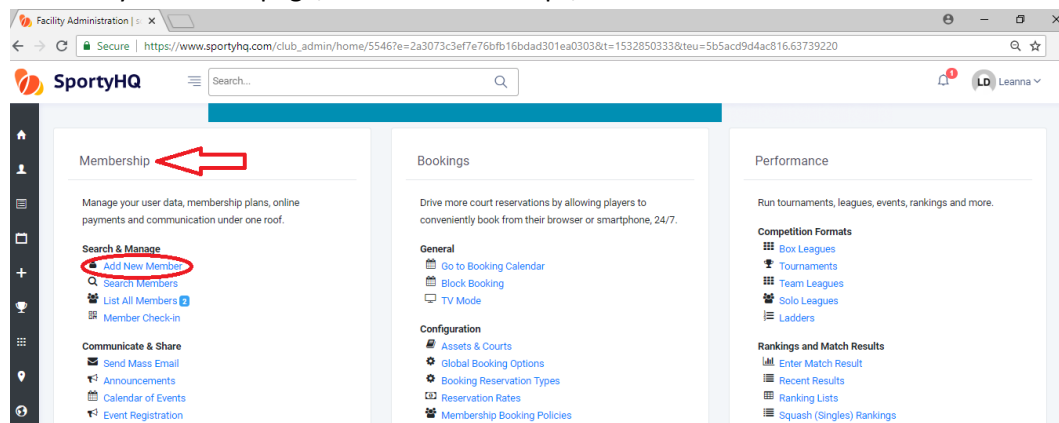 Facility Administration | s
Secure | https://www.sportyhq.com/club_admin/home/5546?e=2a3073c3ef7e76bfb16bdad301ea0303&t=1532850333&teu=5b5acd9d4ac816.63739220
SportyHQ
Search...
1
LD Leanna
Membership
Manage your user data, membership plans, online
payments and communication under one roof.
Search & Manage
Add New Member
Search Members
List All Members 2
Member Check-in
Communicate & Share
Send Mass Email
Announcements
Calendar of Events
Event Registration
Bookings
Drive more court reservations by allowing players to
conveniently book from their browser or smartphone, 24/7.
General
Go to Booking Calendar
Block Booking
TV Mode
Configuration
Assets & Courts
Global Booking Options
Booking Reservation Types
Reservation Rates
Membership Booking Policies
Performance
Run tournaments, leagues, events, rankings and more.
Competition Formats
Box Leagues
Tournaments
Team Leagues
Solo Leagues
Ladders
Rankings and Match Results
Enter Match Result
Recent Results
Ranking Lists
Squash (Singles) Rankings